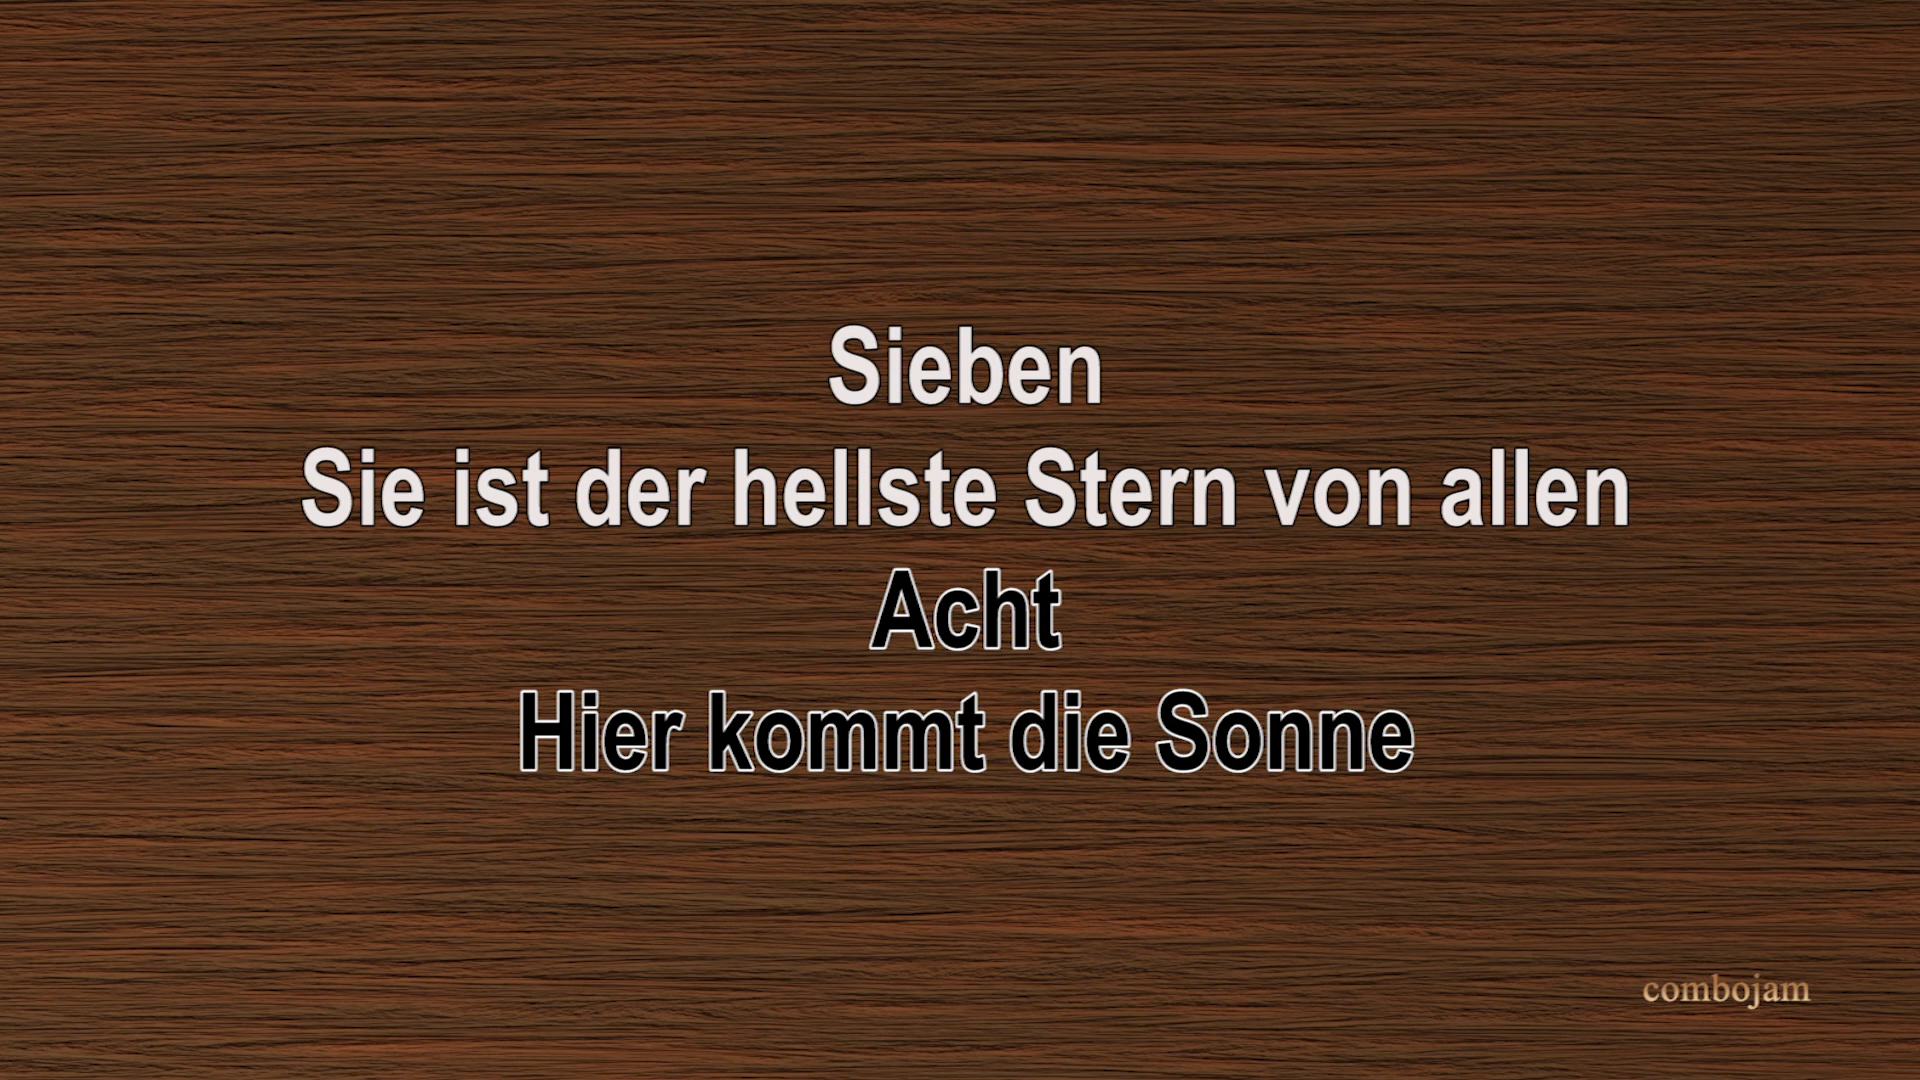 Sieben
Sie ist der hellste Stern von allen
Acht
Hier kommt die Sonne
combojam